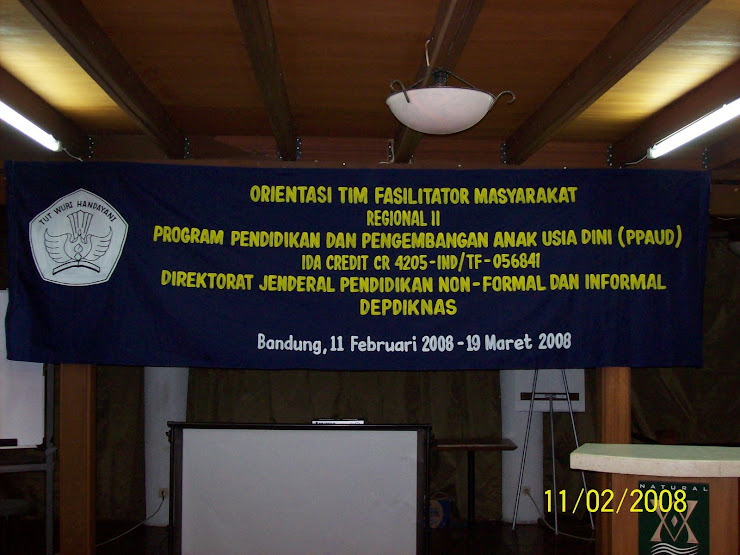 TUT WURI HANDAYANI
ORIENTASI TIM FASILITATOR MASYARAKAT
REGIONAL II
PROGRAM PENDIDIKAN DAN PENGEMBANGAN ANAK USIA DINI (PPAUD)
IDA CREDIT CR 4205-IND/TF-056841
DIREKTORAT JENDERAL PENDIDIKAN NON-FORMAL DAN INFORMAL
DEPDIKNAS
Bandung, 11 Februari 2008 - 19 Maret 2008
NATURAL
11/02/2008